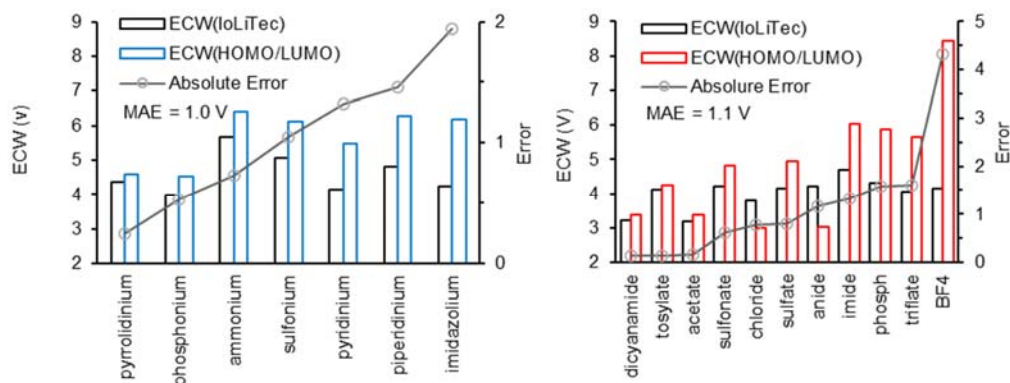 9
8
7
6
5
4
3
2
ECW (v)
ECW(IoLiTec)
ECW(HOMO/LUMO)
Absolute Error
MAE = 1.0 V
2
1
0
Error
pyrrolidinium
phosphonium
ammonium
sulfonium
pyridinium
piperidinium
imidazolium
9
8
7
6
5
4
3
2
ECW (V)
ECW(IoLiTec)
ECW(HOMO/LUMO)
Absolure Error
MAE = 1.1 V
5
4
3
2
1
0
Error
dicyanamide
tosylate
acetate
sulfonate
chloride
sulfate
anide
imide
phosph
triflate
BF4